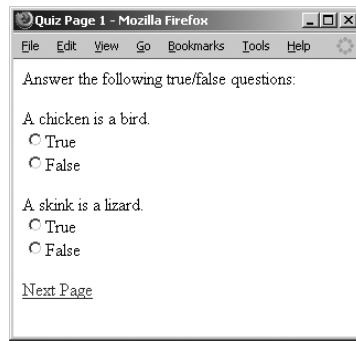 Quiz Page 1 - Mozilla Firefox
File Edit View Go Bookmarks Tools Help
Answer the following true/false questions:
A chicken is a bird.
True
False
A skink is a lizard.
True
False
Next Page